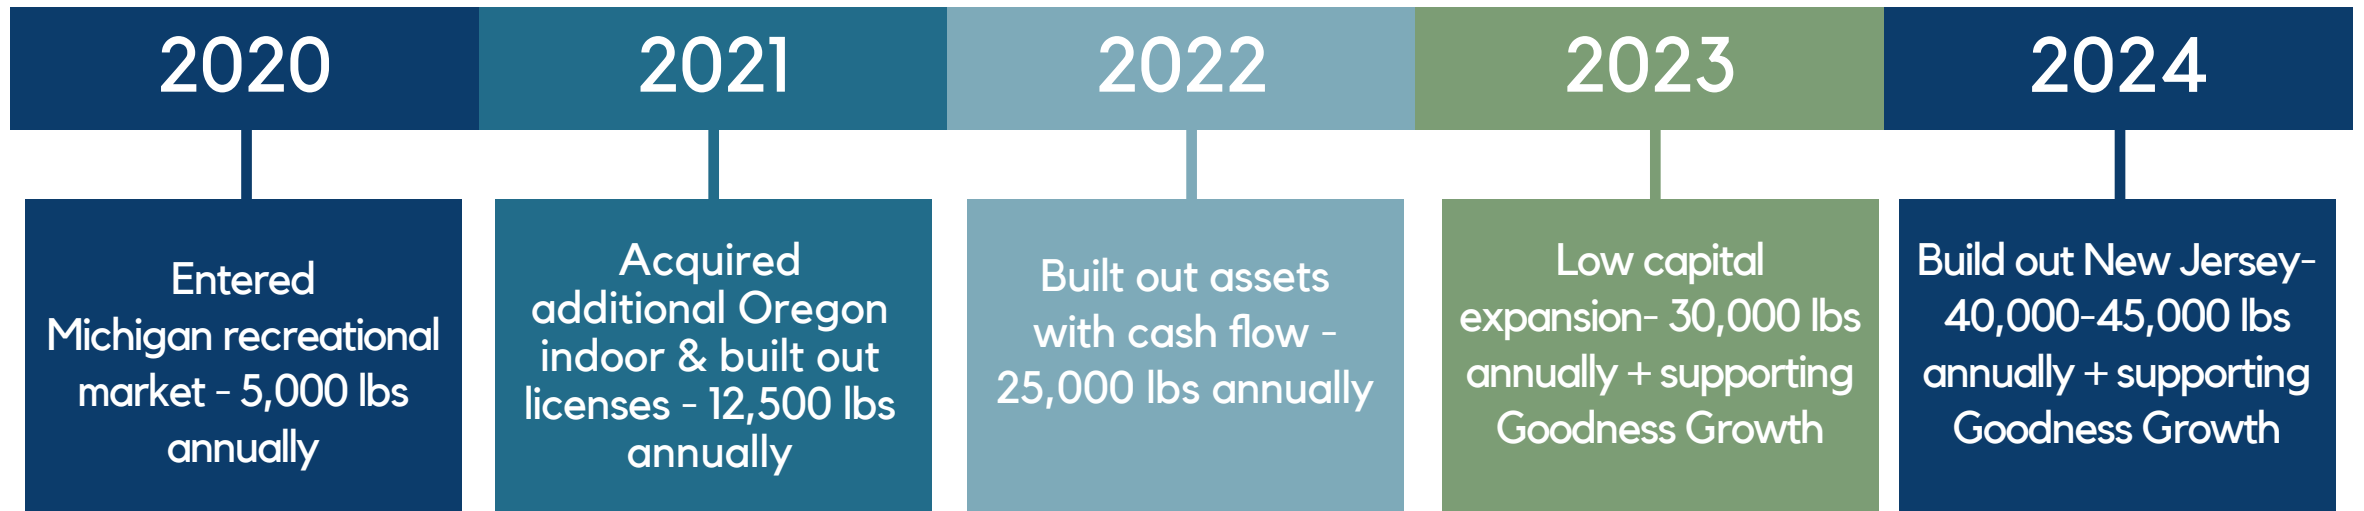 2020
2021
2022
2023
2024
Entered
Michigan recreational
market - 5,000 lbs
annually
Acquired
additional Oregon
indoor & built out
licenses - 12,500 lbs
annually
Built out assets
with cash flow -
25,000 lbs annually
Low capital
expansion- 30,000 lbs
annually + supporting
Goodness Growth
Build out New Jersey-
40,000-45,000 lbs
annually + supporting
Goodness Growth